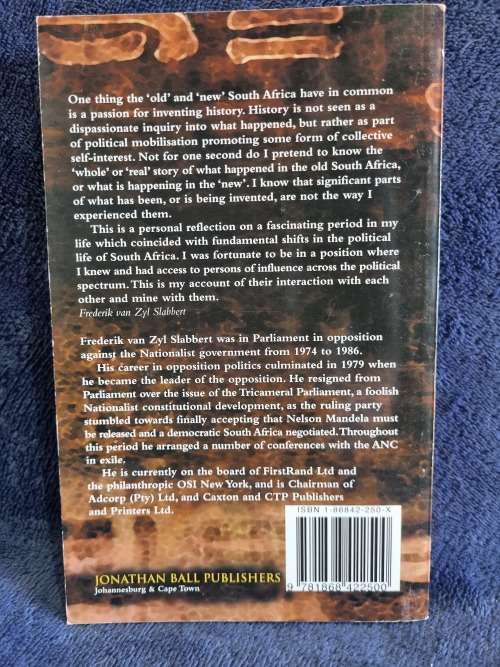 One thing the ‘old’ and ‘new’ South Africa have in common
is a passion for inventing history. History is not seen as a
dispassionate inquiry into what happened, but rather as part
of political mobilisation promoting some form of collective
self-interest. Not for one second do I pretend to know the
‘whole’ or ‘real’ story of what happened in the old South Africa,
or what is happening in the ‘new’. I know that significant parts
of what has been, or is being invented, are not the way I
experienced them.
This is a personal reflection on a fascinating period in my
life which coincided with fundamental shifts in the political
life of South Africa. I was fortunate to be in a position where
I knew and had access to persons of influence across the political
spectrum. This is my account of their interaction with each
other and mine with them.
Frederik van Zyl Slabbert
Frederik van Zyl Slabbert was in Parliament in opposition
against the Nationalist government from 1974 to 1986.
His career in opposition politics culminated in 1979 when
he became the leader of the opposition. He resigned from
Parliament over the issue of the Tricameral Parliament, a foolish
Nationalist constitutional development, as the ruling party
stumbled towards finally accepting that Nelson Mandela must
be released and a democratic South Africa negotiated. Throughout
this period he arranged a number of conferences with the ANC
in exile.
He is currently on the board of FirstRand Ltd and
the philanthropic OSI New York, and is Chairman of
Adcorp (Pty) Ltd, and Caxton and CTP Publishers
and Printers Ltd.
ISBN 1-86842-250-X
9 781868 422500
JONATHAN BALL PUBLISHERS
Johannesburg & Cape Town